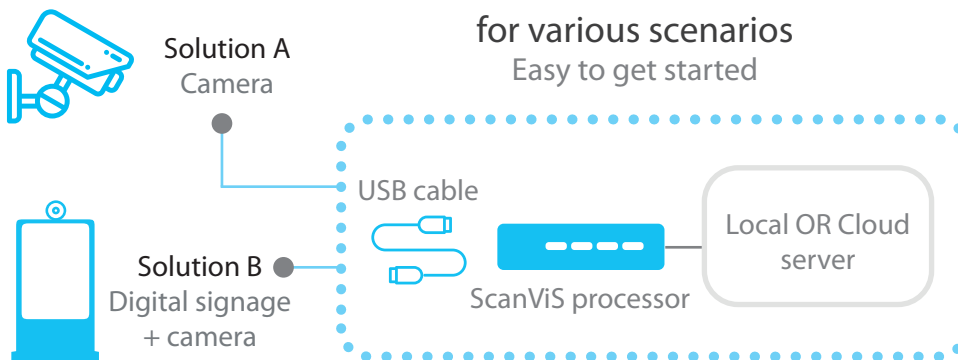 for various scenarios
Easy to get started
Solution A
Camera
Solution B
Digital signage
+ camera
USB cable
ScanViS processor
Local OR Cloud
server